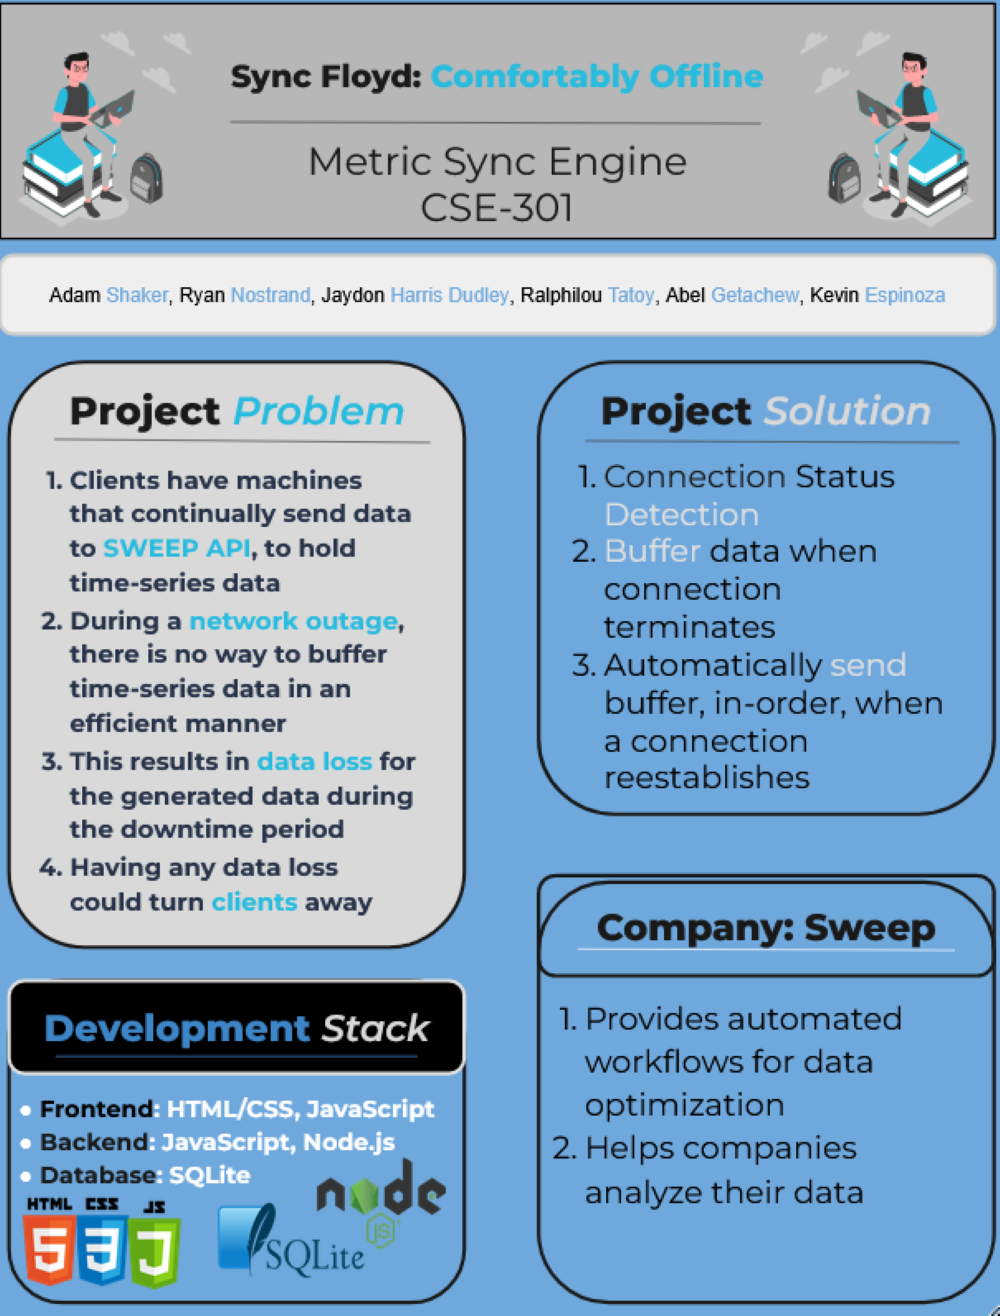 Sync Floyd: Comfortably Offline
Metric Sync Engine
CSE-301
Adam Shaker, Ryan Nostrand, Jaydon Harris Dudley, Ralphilou Tatoy, Abel Getachew, Kevin Espinoza
Project Problem
1. Clients have machines
that continually send data
to SWEEP API, to hold
time-series data
2. During a network outage,
there is no way to buffer
time-series data in an
efficient manner
3. This results in data loss for
the generated data during
the downtime period
4. Having any data loss
could turn clients away
Project Solution
1. Connection Status
Detection
2. Buffer data when
connection
terminates
3. Automatically send
buffer, in-order, when
a connection
reestablishes
Development Stack
• Frontend: HTML/CSS, JavaScript
• Backend: JavaScript, Node.js
• Database: SQLite
HTML CSS JS
5 3 J
SQLite
node
JS
Company: Sweep
1. Provides automated
workflows for data
optimization
2. Helps companies
analyze their data